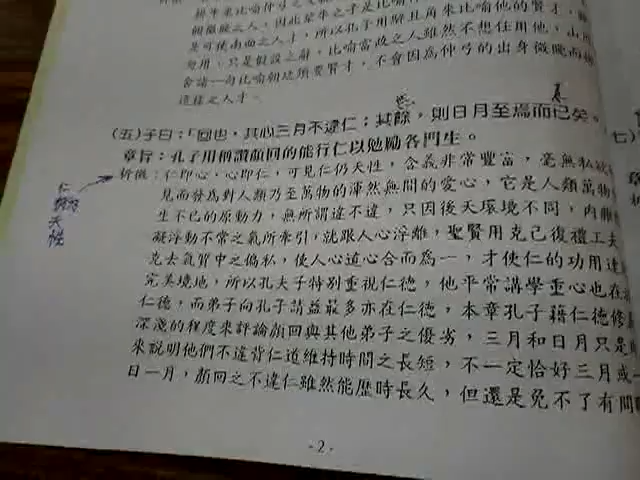 類微賤之人，因此犂牛之子是比喻
是可使南面之人才，所以孔子用騂且角來比喻他的賢才，
勿用，只是假設之辭，比喻當政之人雖然不想任用他，山川
舍諸—向比喻朝廷須要賢才，不會因為仲弓的出身微賤而
這樣之人才。
(五)子曰：「回也，其心三月不違仁；其餘，則日月至焉而已矣。
章旨：孔子用稱讚顏回的能行仁以勉勵各門生。
析微：仁即心，心即仁，可見仁仍天性，含義非常豐富，毫無私欲
見而發為對人類乃至萬物的渾然無間的愛心，它是人類萬物
生不已的原動力，無所謂違不違，只因後天環境不同，內
凝浮動不常之氣所牽引，就跟人心浮離，聖賢用克己復禮工夫
克去氣質中之偏私，使人心道心合而為一，才使仁的功用達
完美境地，所以孔夫子特別重視仁德，他平常講學重心也在
仁德，而弟子向孔子請益最多亦在仁德，本章孔子藉仁德修
深淺的程度來評論顏回與其他弟子之優劣，三月和日月只是
來說明他們不違背仁道維持時間之長短，不一定恰好三月或一
日一月，顏回之不違仁雖然能歷時長久，但還是免不了有間
仁
天性
- 2 -